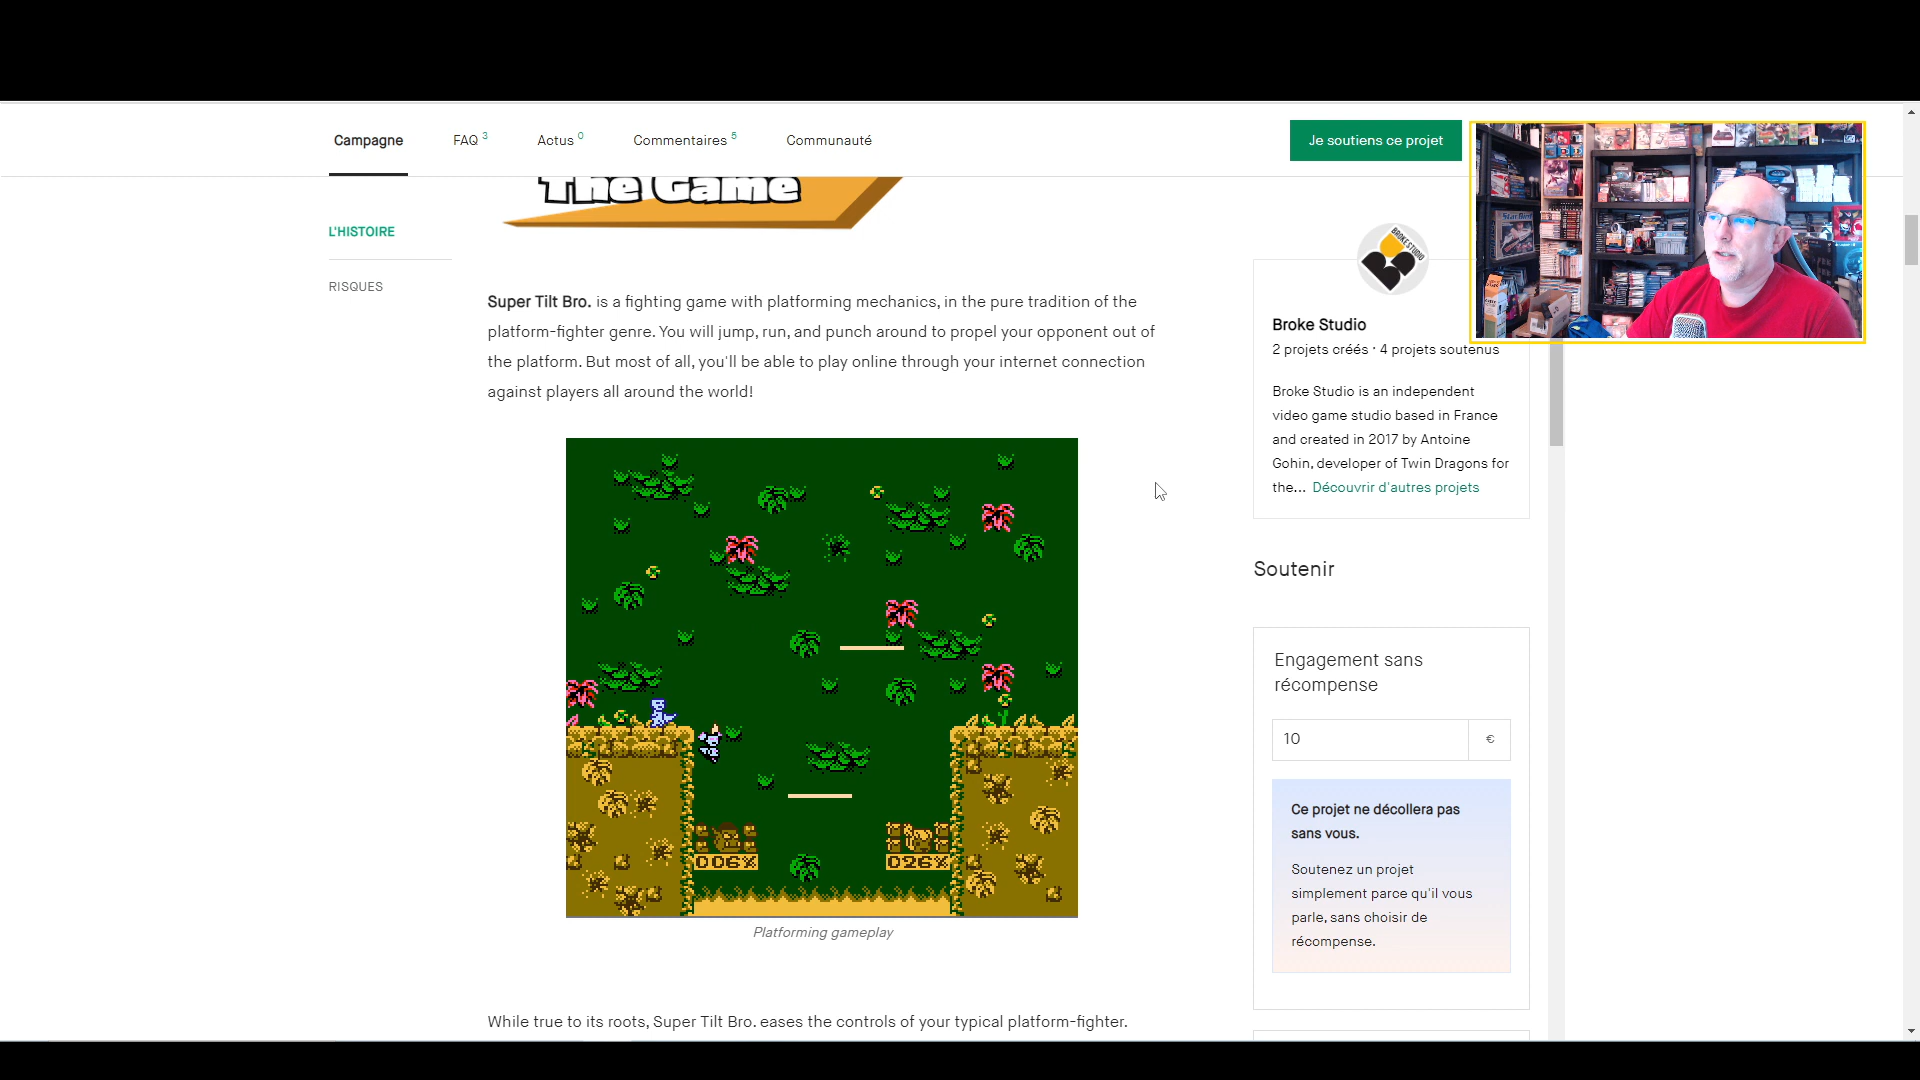 Campagne
FAQ 3
Actus 0
Commentaires 5
Communauté
Je soutiens ce projet
The Game
L'HISTOIRE
RISQUES
Super Tilt Bro. is a fighting game with platforming mechanics, in the pure tradition of the
platform-fighter genre. You will jump, run, and punch around to propel your opponent out of
the platform. But most of all, you'll be able to play online through your internet connection
against players all around the world!
006%
026%
Platforming gameplay
While true to its roots, Super Tilt Bro. eases the controls of your typical platform-fighter.
BROKE STUDIO
Broke Studio
2 projets créés · 4 projets soutenus
Broke Studio is an independent
video game studio based in France
and created in 2017 by Antoine
Gohin, developer of Twin Dragons for
the... Découvrir d'autres projets
Soutenir
Engagement sans
récompense
10 €
Ce projet ne décollera pas
sans vous.
Soutenez un projet
simplement parce qu'il vous
parle, sans choisir de
récompense.